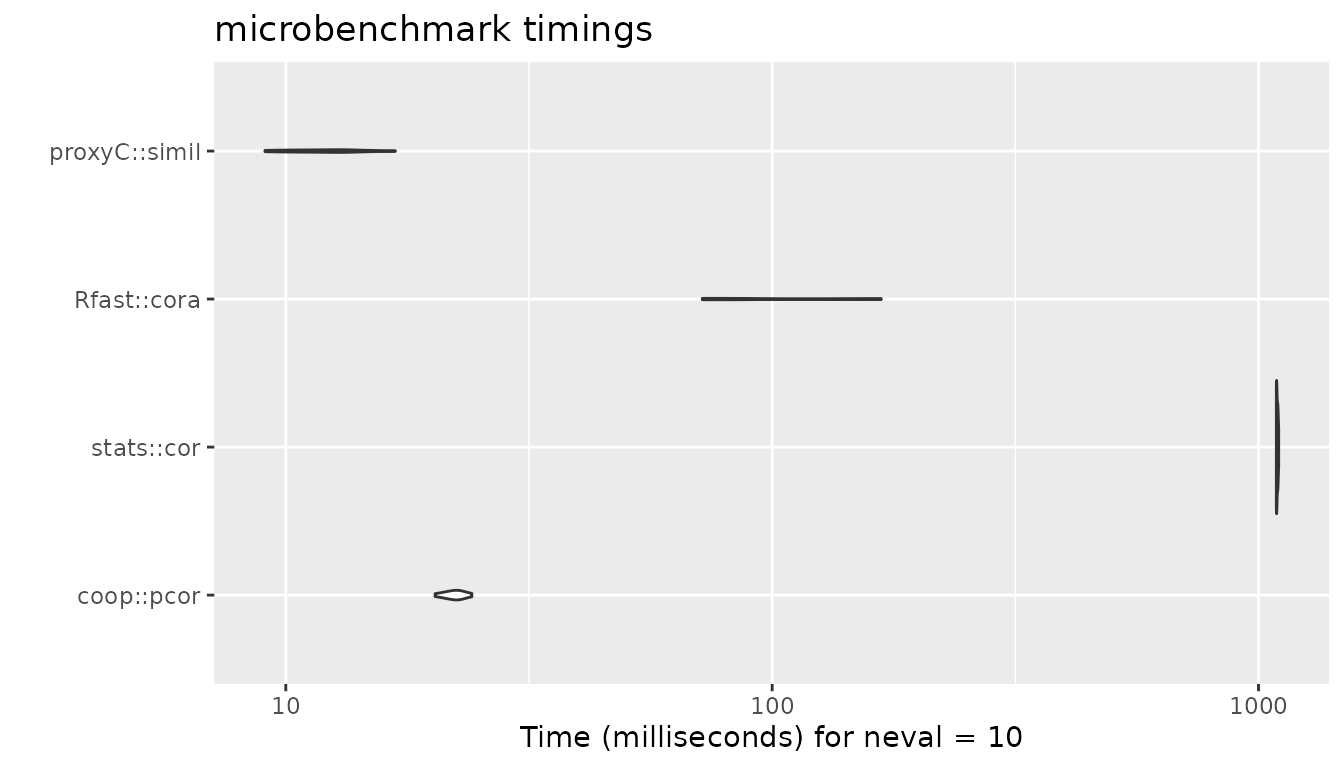 microbenchmark timings
proxyC::simil
Rfast::cora
stats::cor
coop::pcor
10
100
1000
Time (milliseconds) for neval = 10